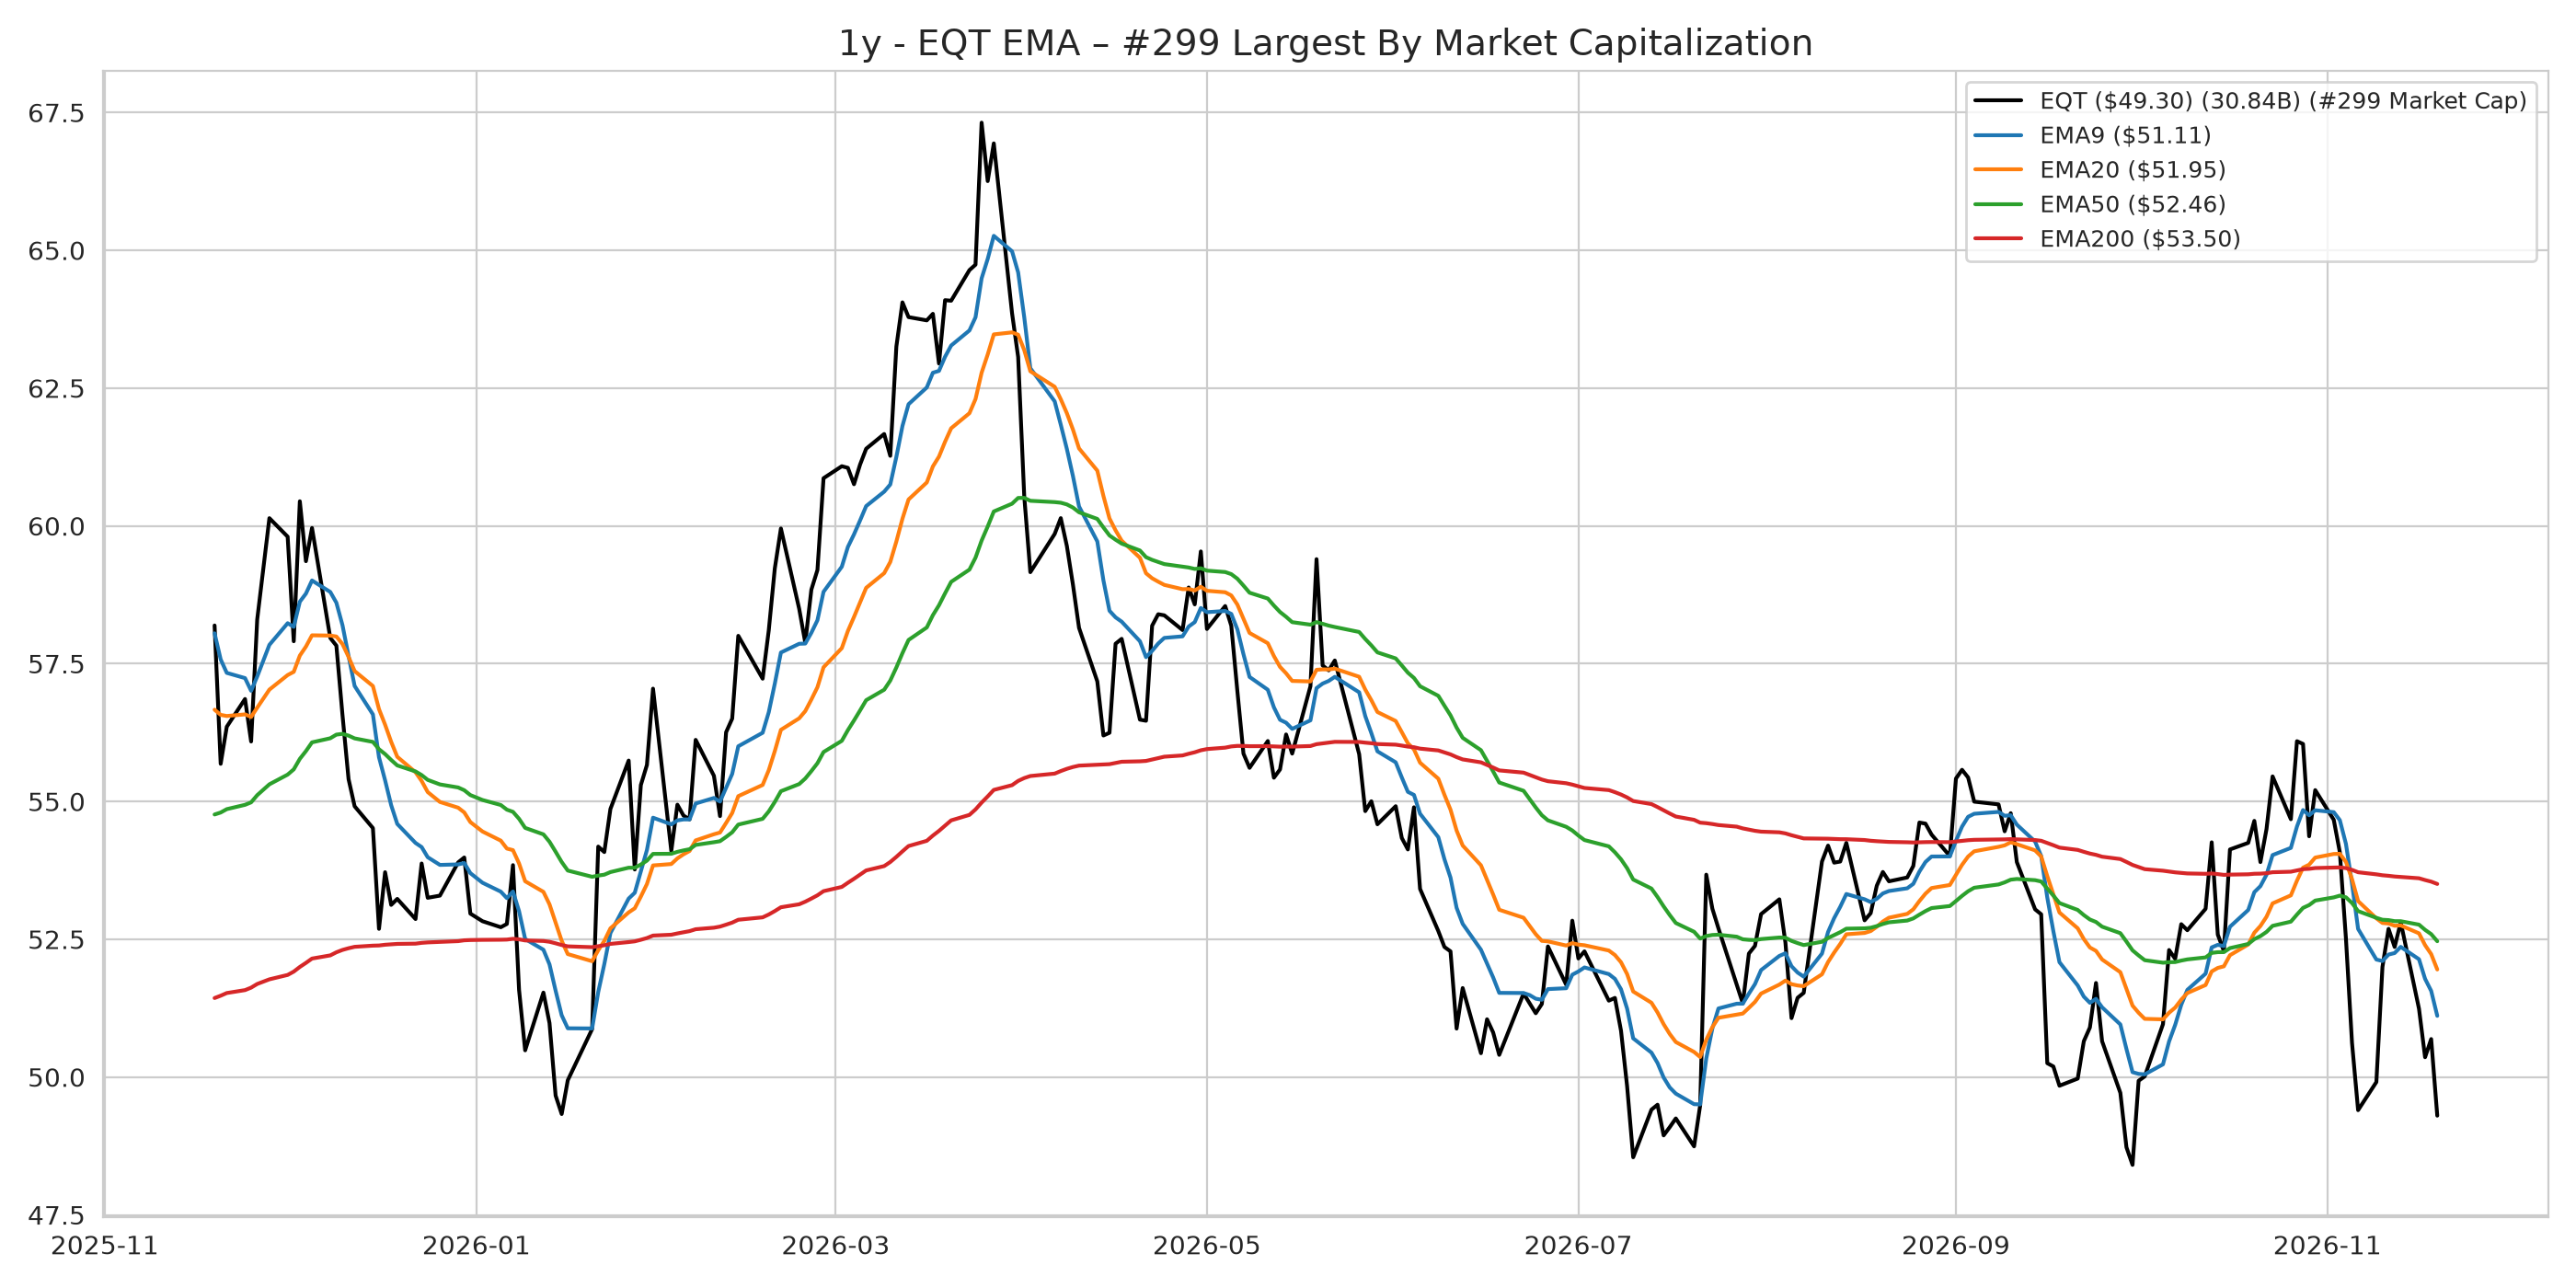 1y - EQT EMA – #299 Largest By Market Capitalization
EQT ($49.30) (30.84B) (#299 Market Cap)
EMA9 ($51.11)
EMA20 ($51.95)
EMA50 ($52.46)
EMA200 ($53.50)
67.5
65.0
62.5
60.0
57.5
55.0
52.5
50.0
47.5
2025-11 2026-01 2026-03 2026-05 2026-07 2026-09 2026-11